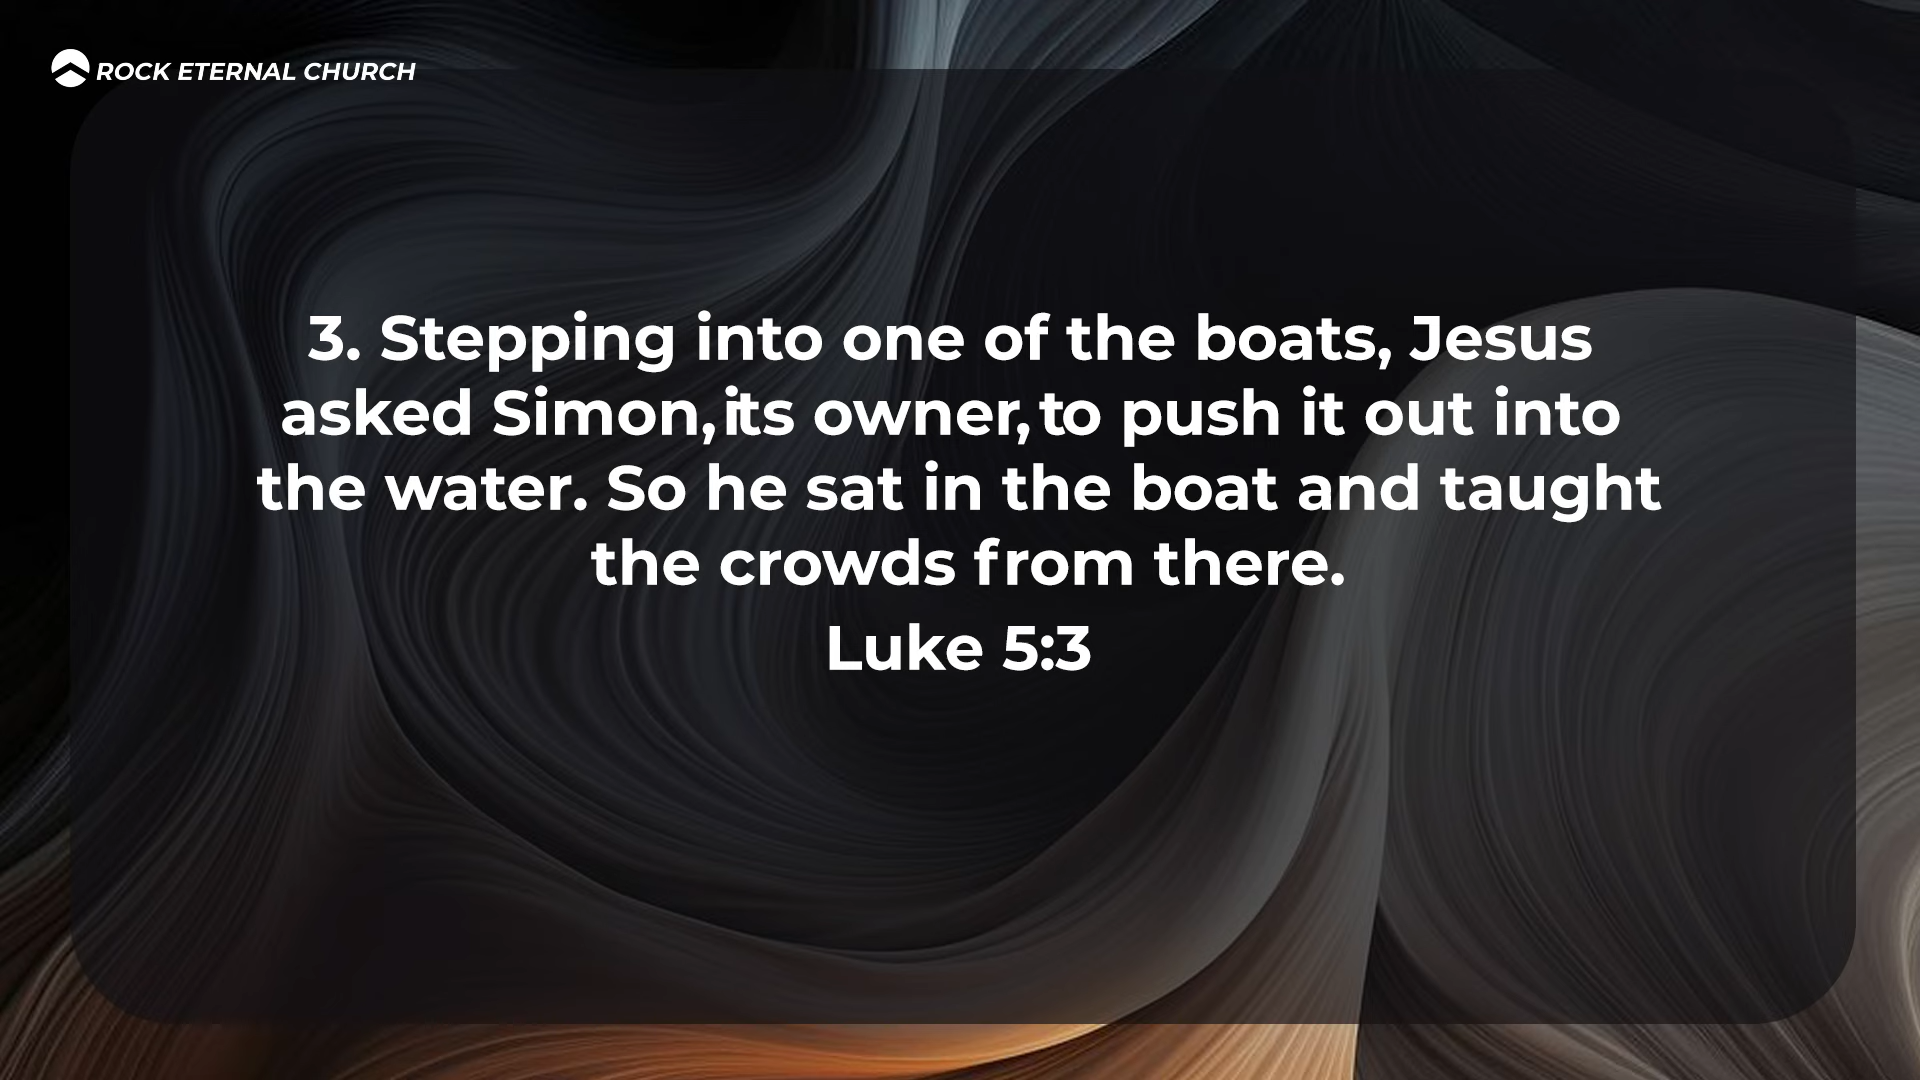 ROCK ETERNAL CHURCH
3. Stepping into one of the boats, Jesus
asked Simon, its owner, to push it out into
the water. So he sat in the boat and taught
the crowds from there.
Luke 5:3